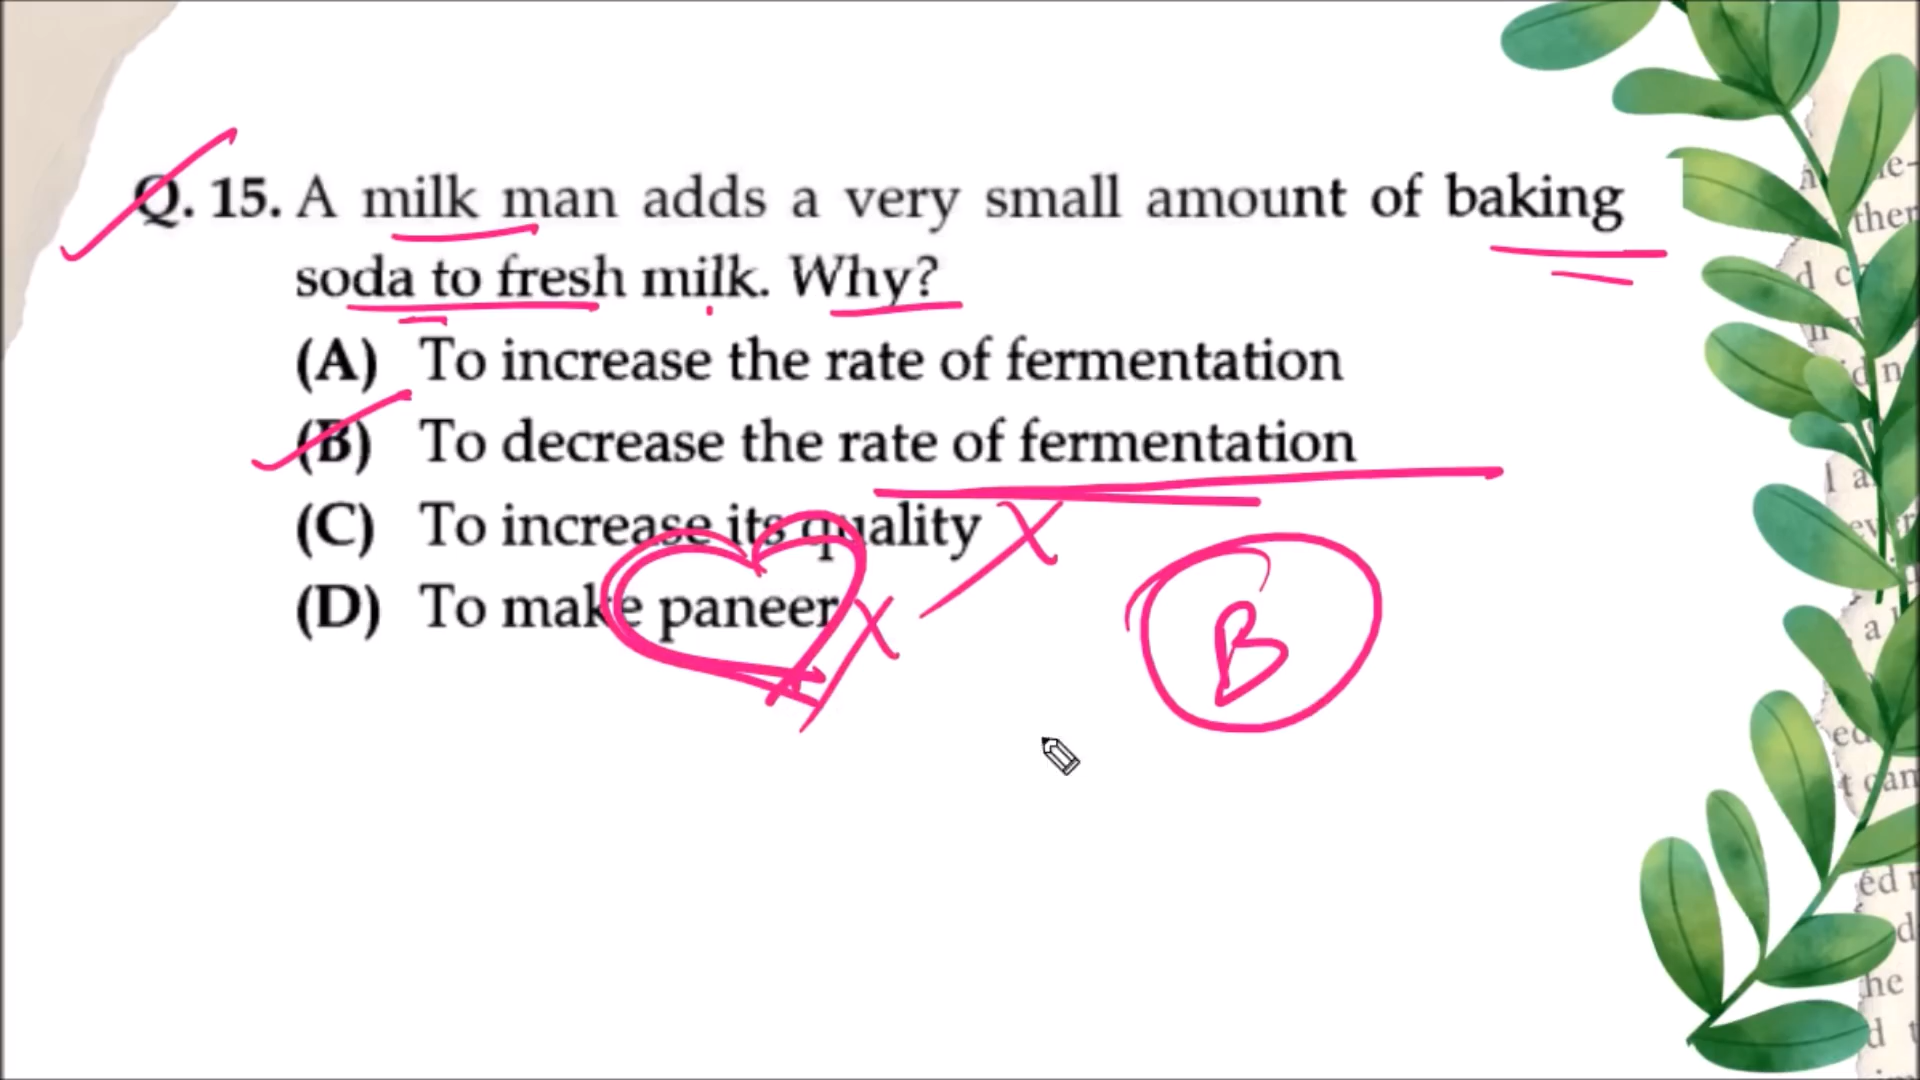 Q. 15. A milk man adds a very small amount of baking
soda to fresh milk. Why?
(A) To increase the rate of fermentation
(B) To decrease the rate of fermentation
(C) To increase its quality
(D) To make paneer
B